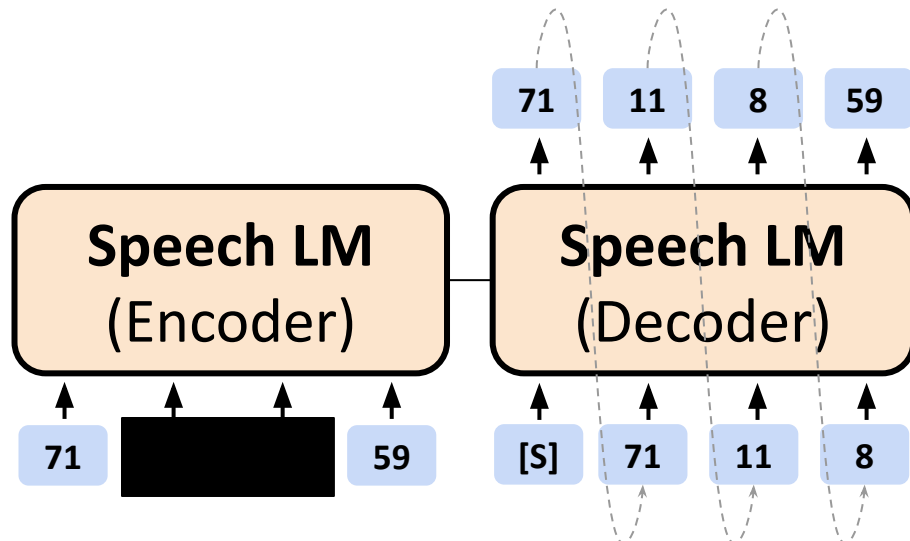 71 11 8 59
Speech LM
(Encoder)
Speech LM
(Decoder)
71 59
[S] 71 11 8